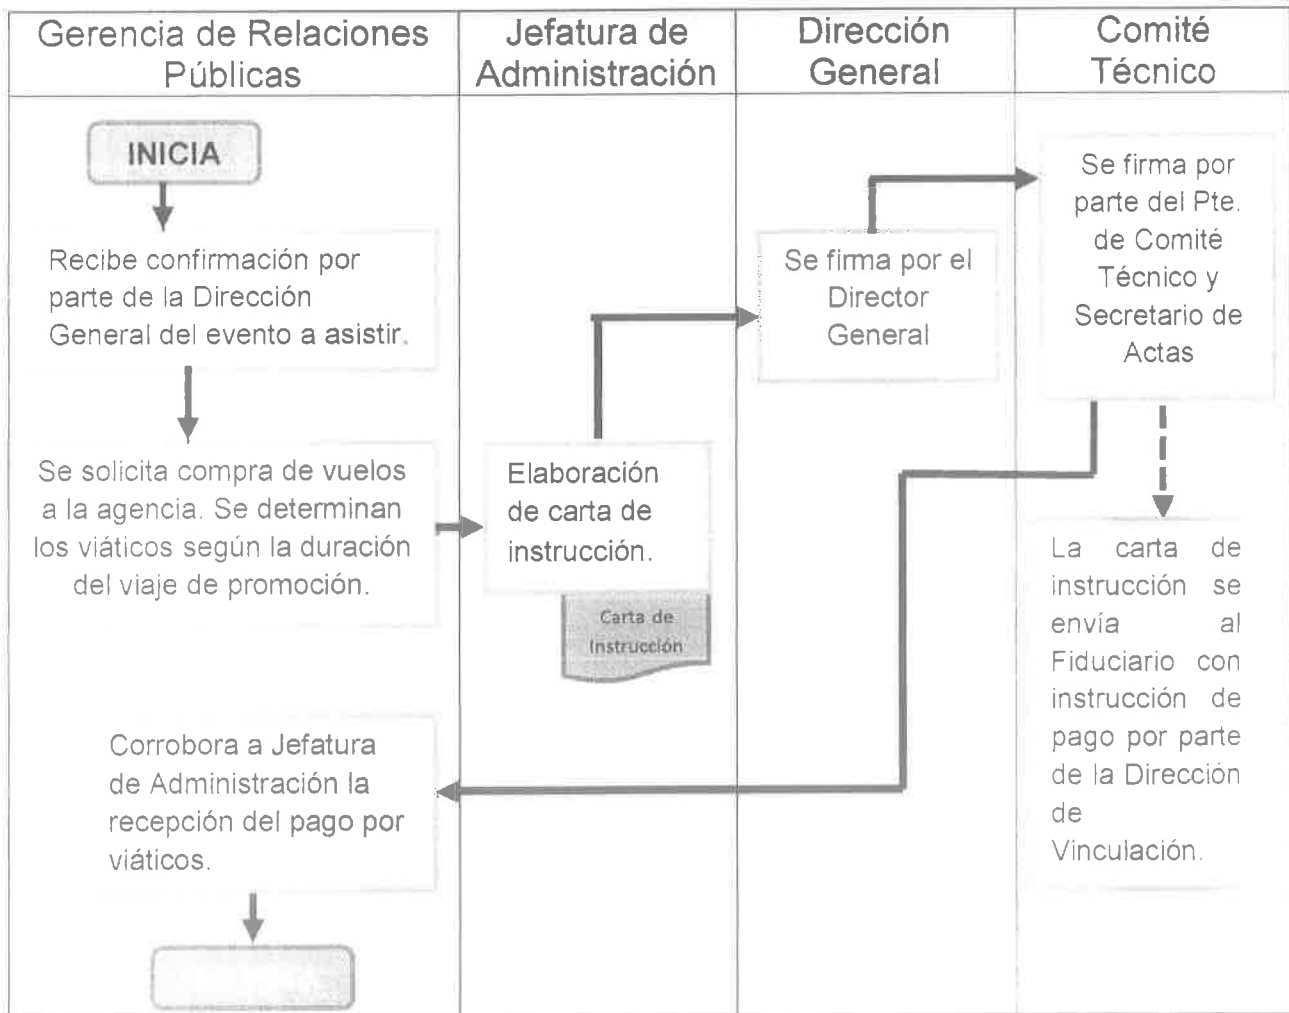 Gerencia de Relaciones
Públicas
Jefatura de
Administración
Dirección
General
Comité
Técnico
INICIA
Recibe confirmación por
parte de la Dirección
General del evento a asistir.
Se solicita compra de vuelos
a la agencia. Se determinan
los viáticos según la duración
del viaje de promoción.
Elaboración
de carta de
instrucción.
Carta de
Instrucción
Se firma por el
Director
General
Se firma por
parte del Pte.
de Comité
Técnico y
Secretario de
Actas
La carta de
instrucción se
envía al
Fiduciario con
instrucción de
pago por parte
de la Dirección
de
Vinculación.
Corrobora a Jefatura
de Administración la
recepción del pago por
viáticos.